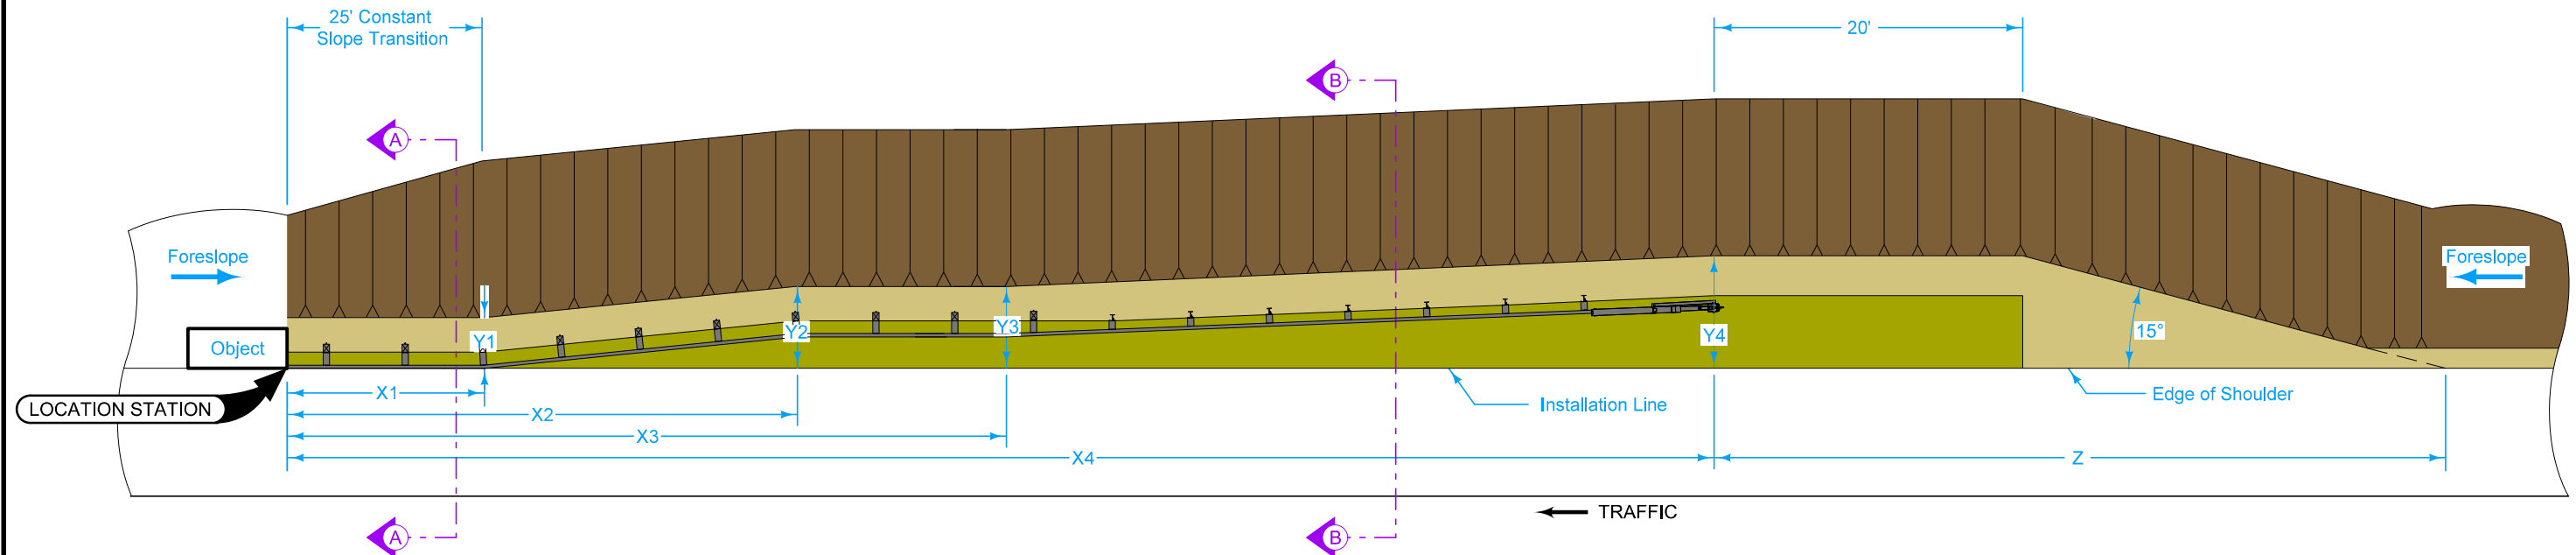 25' Constant
Slope Transition
20'
B
A
Foreslope
Foreslope
Object
Y1
Y2
Y3
Y4
15°
X1
LOCATION STATION
X2
Installation Line
Edge of Shoulder
X3
X4
Z
TRAFFIC
A
B